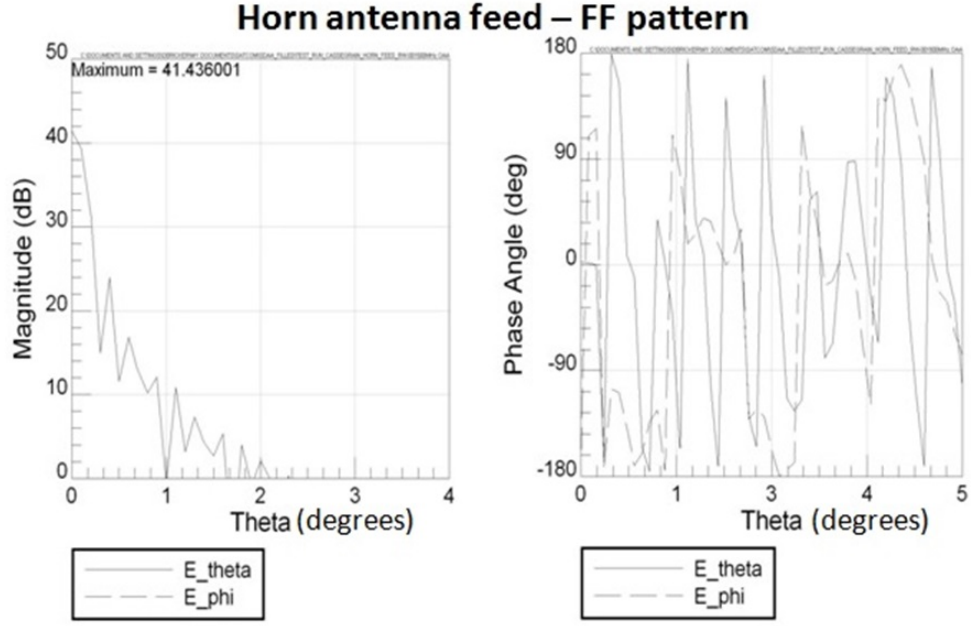 Horn antenna feed – FF pattern
Maximum = 41.436001
50
40
30
20
10
0
Magnitude (dB)
0 1 2 3 4
Theta (degrees)
E_theta
E_phi
180
90
0
-90
-180
Phase Angle (deg)
0 1 3 4 5
Theta (degrees)
E_theta
E_phi